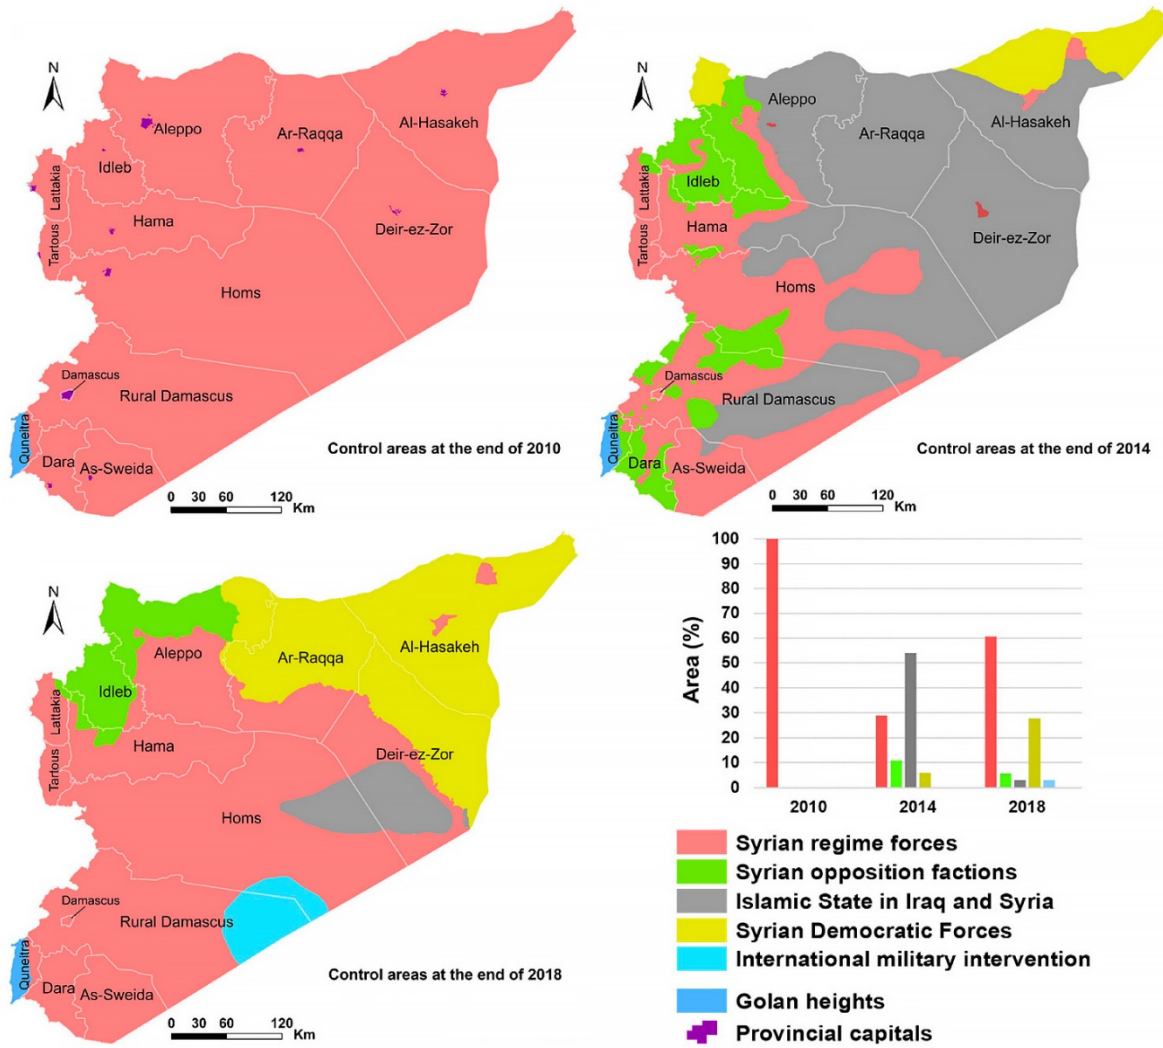 N
Aleppo
Ar-Raqqa
Al-Hasakeh
Idleb
Lattakia
Hama
Tartous
Deir-ez-Zor
Homs
Damascus
Rural Damascus
Quneitra
Dara
As-Sweida
Control areas at the end of 2010
0 30 60 120
Km
N
Aleppo
Ar-Raqqa
Al-Hasakeh
Idleb
Lattakia
Hama
Tartous
Deir-ez-Zor
Homs
Damascus
Rural Damascus
Quneitra
Dara
As-Sweida
Control areas at the end of 2014
0 30 60 120
Km
N
Aleppo
Ar-Raqqa
Al-Hasakeh
Idleb
Lattakia
Hama
Tartous
Deir-ez-Zor
Homs
Damascus
Rural Damascus
Quneitra
Dara
As-Sweida
Control areas at the end of 2018
0 30 60 120
Km
Area (%)
100
90
80
70
60
50
40
30
20
10
0
2010 2014 2018
Syrian regime forces
Syrian opposition factions
Islamic State in Iraq and Syria
Syrian Democratic Forces
International military intervention
Golan heights
Provincial capitals